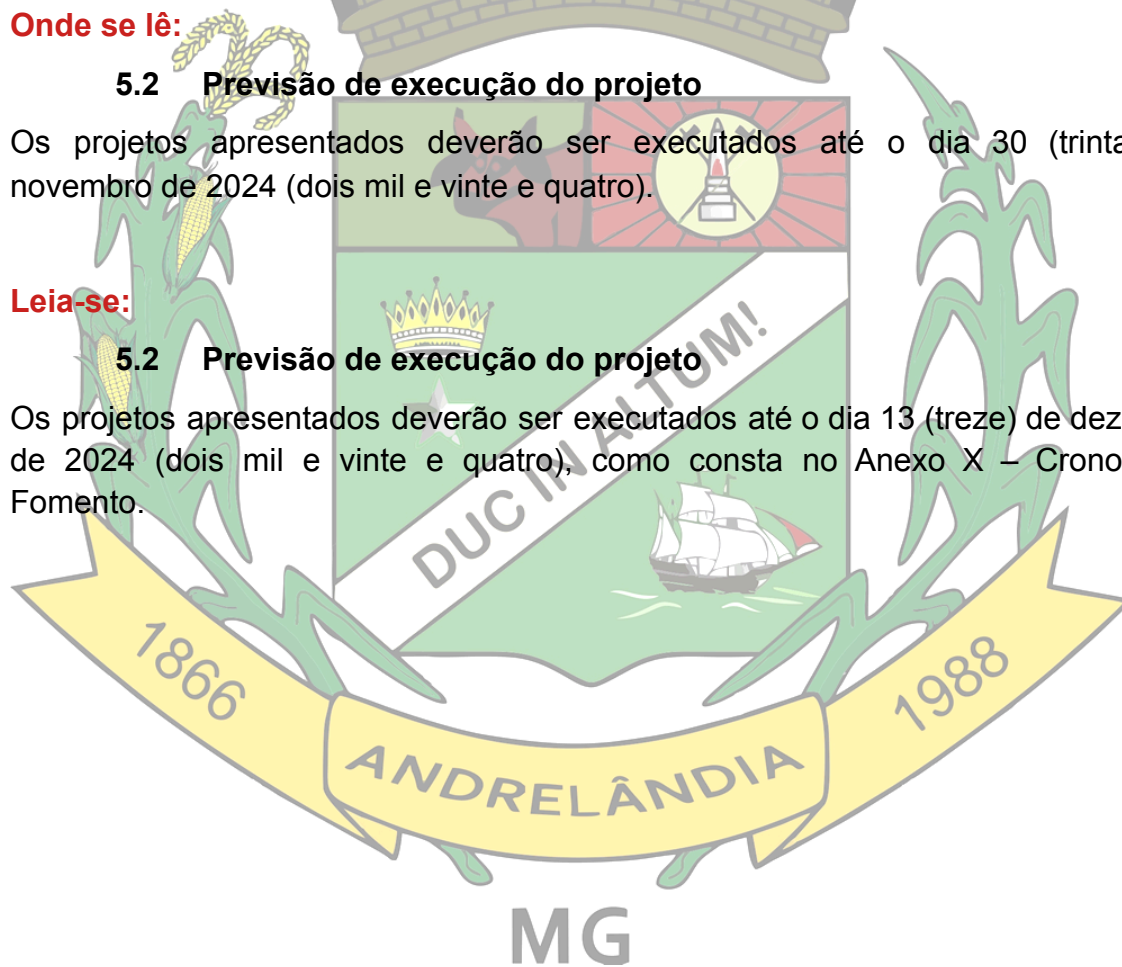 Onde se lê:
5.2 Previsão de execução do projeto
Os projetos apresentados deverão ser executados até o dia 30 (trinta
novembro de 2024 (dois mil e vinte e quatro).
Leia-se:
5.2 Previsão de execução do projeto
Os projetos apresentados deverão ser executados até o dia 13 (treze) de dez
de 2024 (dois mil e vinte e quatro), como consta no Anexo X – Crono
Fomento.
DUC IN ALTUM!
1866
ANDRELÂNDIA
1988
MG